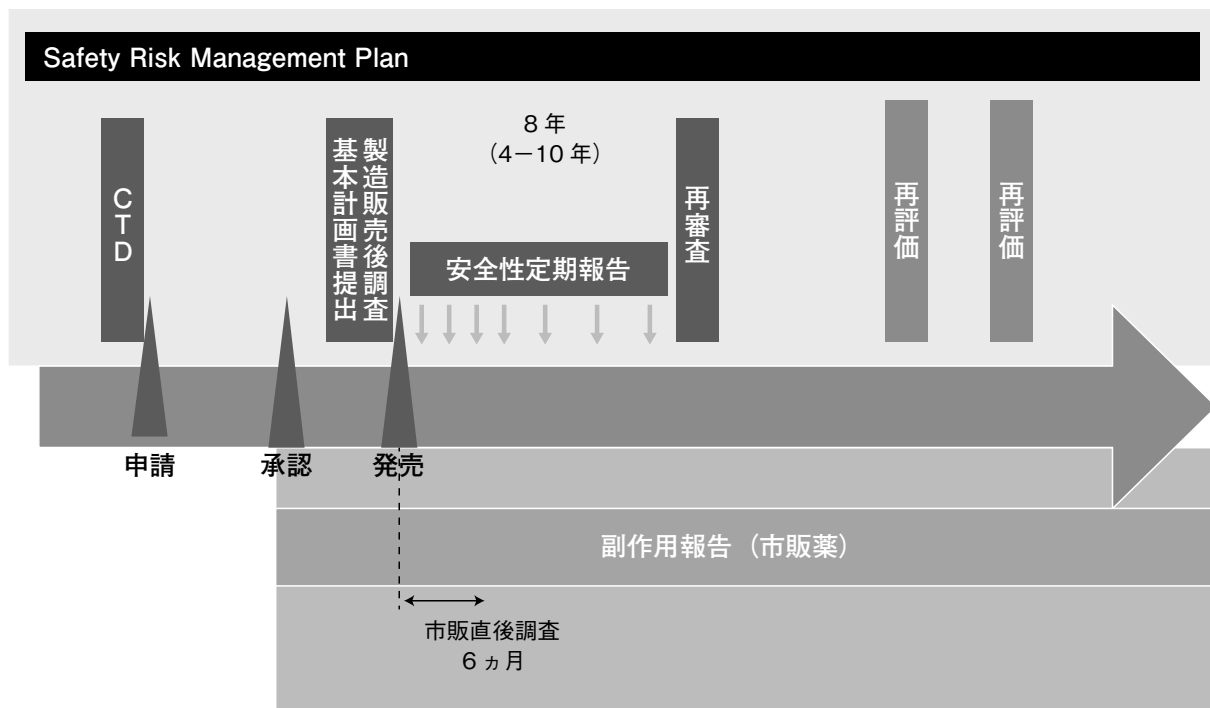 Safety Risk Management Plan
CTD
製造販売後調査
基本計画書提出
8年
（4－10年）
安全性定期報告
再審査
再評価
再評価
申請
承認
発売
副作用報告（市販薬）
市販直後調査
6ヵ月